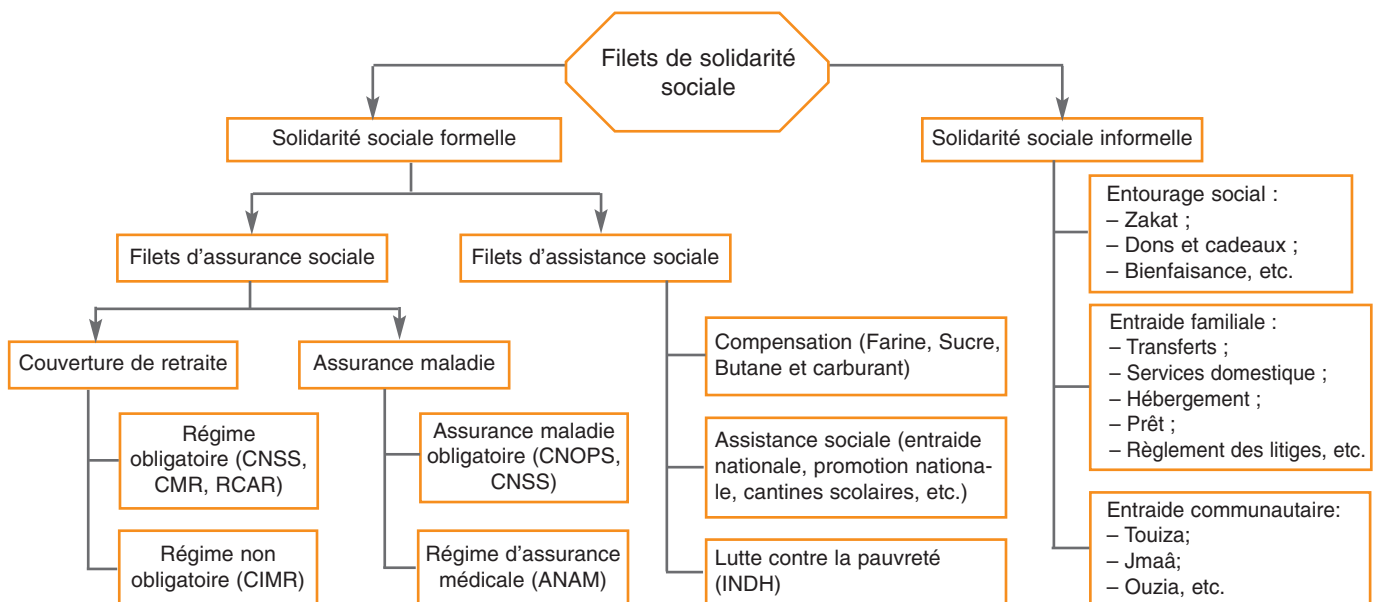 Filets de solidarité
sociale
Solidarité sociale formelle
Solidarité sociale informelle
Filets d'assurance sociale
Filets d'assistance sociale
Couverture de retraite
Assurance maladie
Régime
obligatoire (CNSS,
CMR, RCAR)
Régime non
obligatoire (CIMR)
Assurance maladie
obligatoire (CNOPS,
CNSS)
Régime d'assurance
médicale (ANAM)
Compensation (Farine, Sucre,
Butane et carburant)
Assistance sociale (entraide
nationale, promotion nationa-
le, cantines scolaires, etc.)
Lutte contre la pauvreté
(INDH)
Entourage social :
– Zakat ;
– Dons et cadeaux ;
– Bienfaisance, etc.
Entraide familiale :
– Transferts ;
– Services domestique ;
– Hébergement ;
– Prêt ;
– Règlement des litiges, etc.
Entraide communautaire:
– Touiza;
– Jmaâ;
– Ouzia, etc.